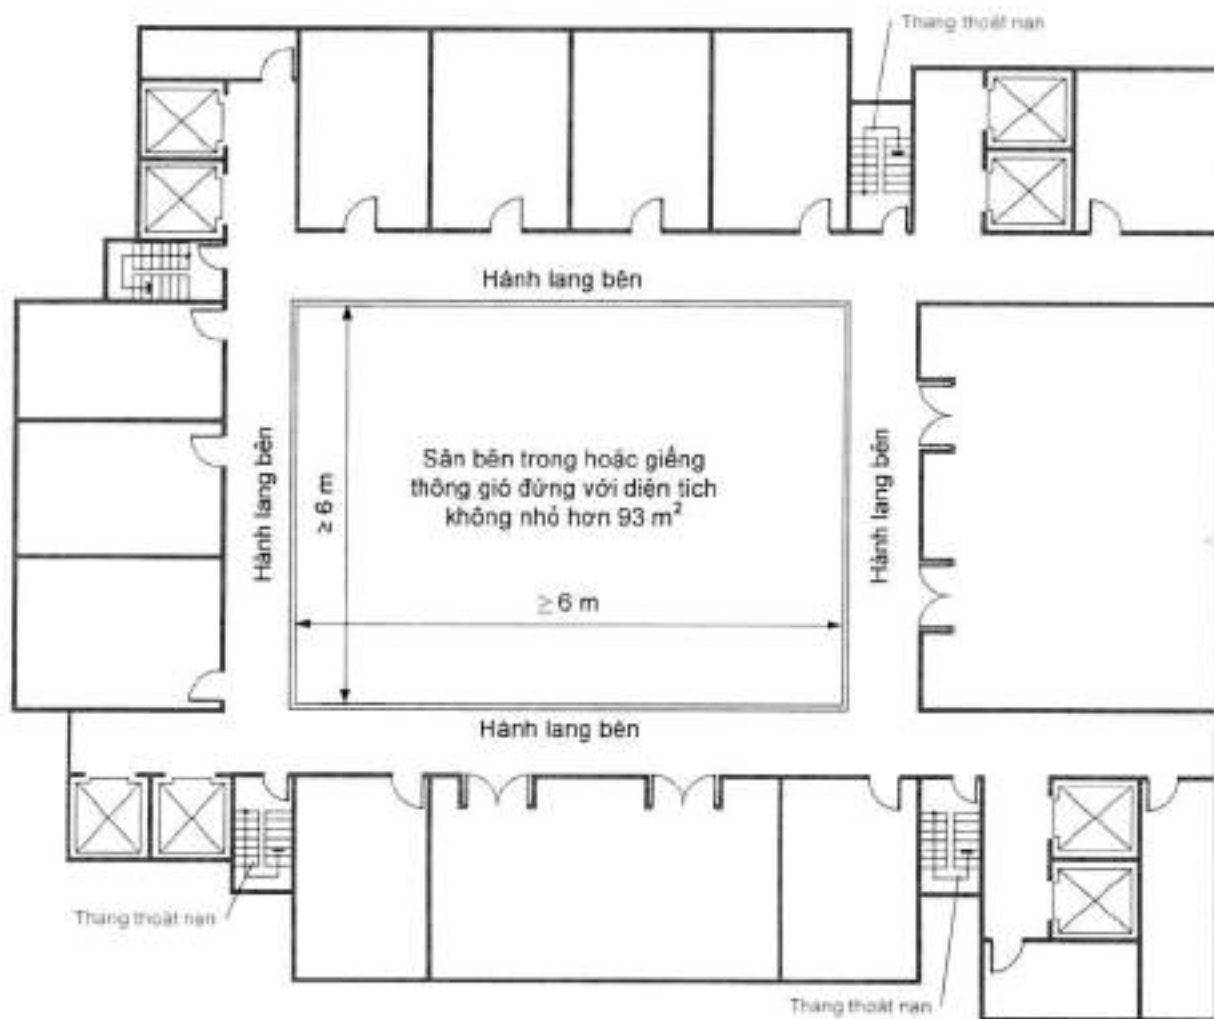 Thang thoát nạn
Hành lang bên
Hành lang bên
≥ 6 m
Sân bên trong hoặc giếng
thông gió đứng với diện tích
không nhỏ hơn 93 m²
≥ 6 m
Hành lang bên
Hành lang bên
Thang thoát nạn
Thang thoát nạn